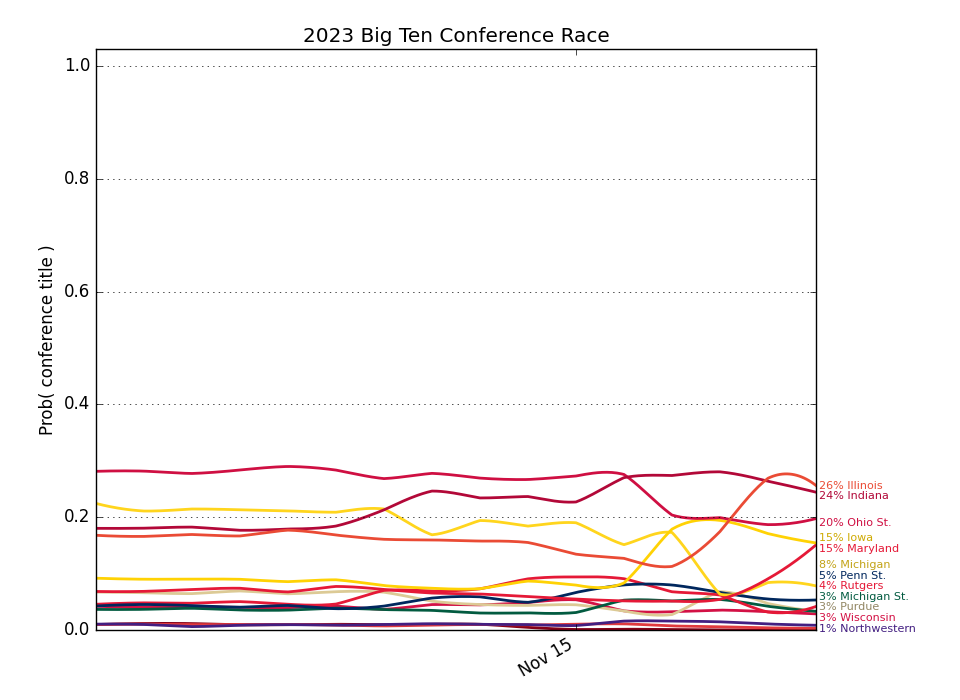 2023 Big Ten Conference Race
Prob( conference title )
1.0
0.8
0.6
0.4
0.2
0.0
Nov 15
26% Illinois
24% Indiana
20% Ohio St.
15% Iowa
15% Maryland
8% Michigan
5% Penn St.
4% Rutgers
3% Michigan St.
3% Purdue
3% Wisconsin
1% Northwestern